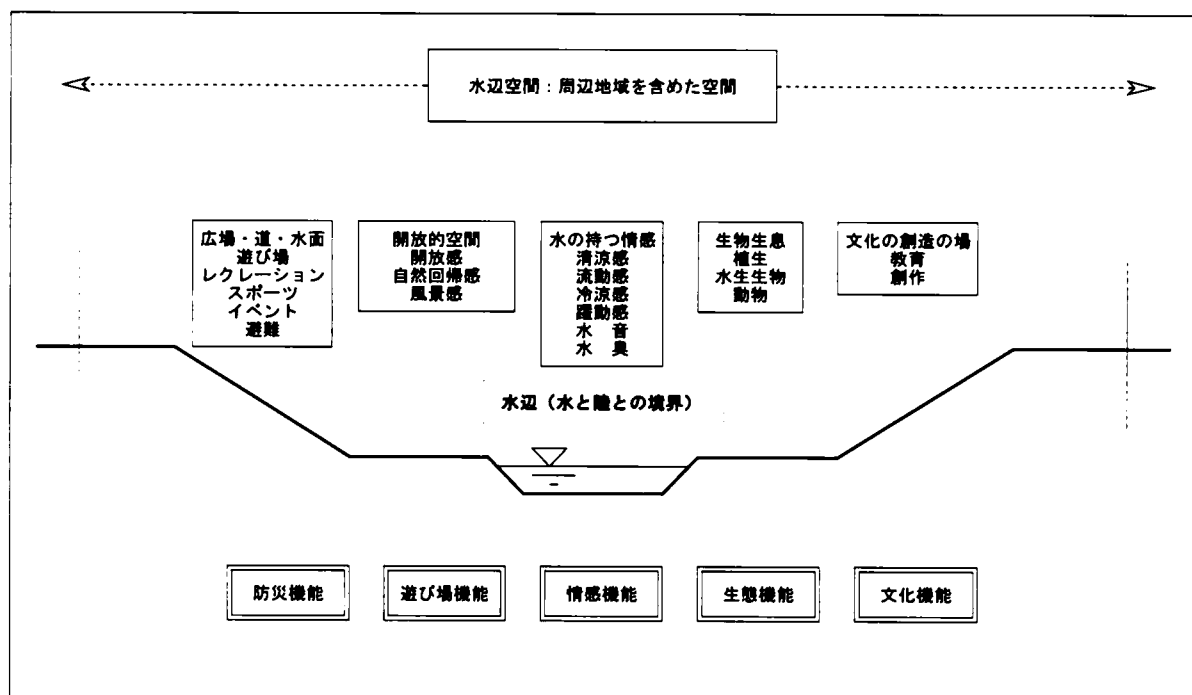 水辺空間：周辺地域を含めた空間
広場・道・水面
遊び場
レクレーション
スポーツ
イベント
避難
開放的空間
開放感
自然回帰感
風景感
水の持つ情感
清涼感
流動感
冷涼感
躍動感
水　音
水　臭
生物生息
植生
水生生物
動物
文化の創造の場
教育
創作
水辺（水と陸との境界）
防災機能
遊び場機能
情感機能
生態機能
文化機能